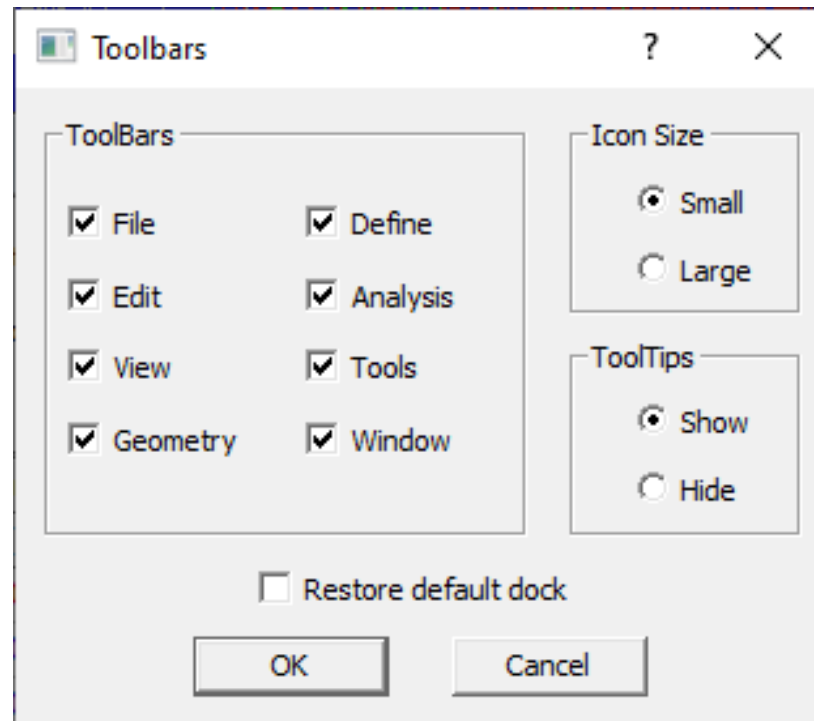 Toolbars ?
ToolBars
File
Define
Edit
Analysis
View
Tools
Geometry
Window
Icon Size
Small
Large
ToolTips
Show
Hide
Restore default dock
OK
Cancel